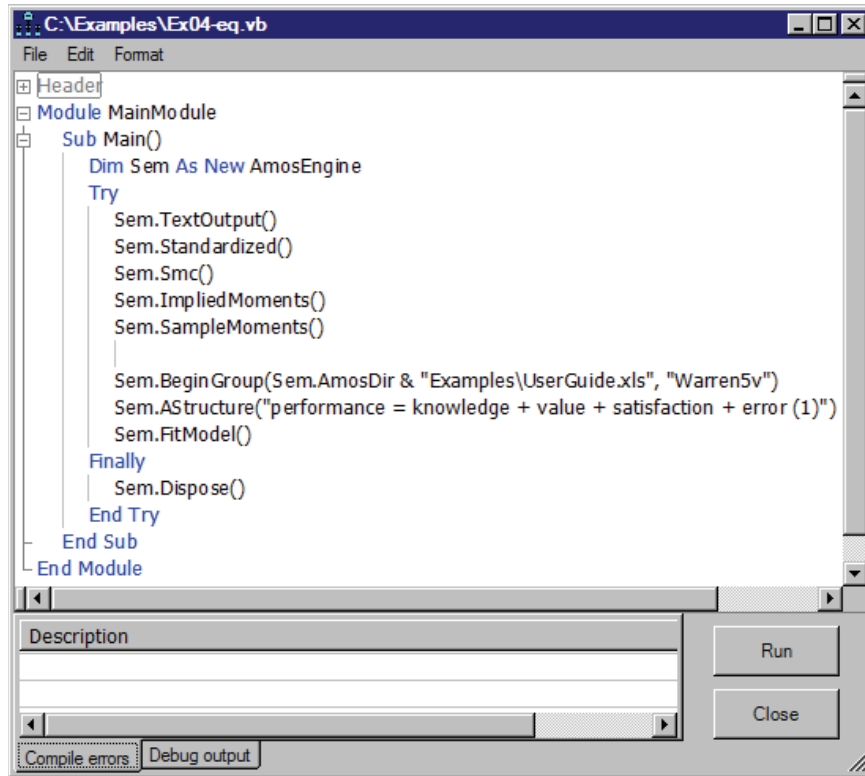 C:\Examples\Ex04-eq.vb
File Edit Format
Header
Module MainModule
Sub Main()
Dim Sem As New AmosEngine
Try
Sem.TextOutput()
Sem.Standardized()
Sem.Smc()
Sem.ImpliedMoments()
Sem.SampleMoments()
Sem.BeginGroup(Sem.AmosDir & "Examples\UserGuide.xls", "Warren5v")
Sem.AStructure("performance = knowledge + value + satisfaction + error (1)")
Sem.FitModel()
Finally
Sem.Dispose()
End Try
End Sub
End Module
Description
Run
Close
Compile errors Debug output